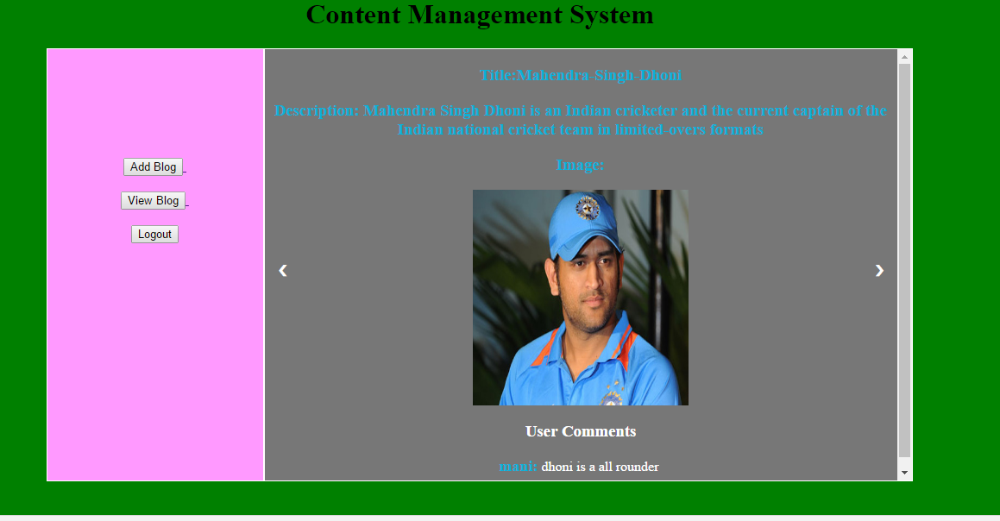 Content Management System
Add Blog
View Blog
Logout
Title:Mahendra-Singh-Dhoni
Description: Mahendra Singh Dhoni is an Indian cricketer and the current captain of the
Indian national cricket team in limited-overs formats
Image:
‹ ›
User Comments
mani: dhoni is a all rounder